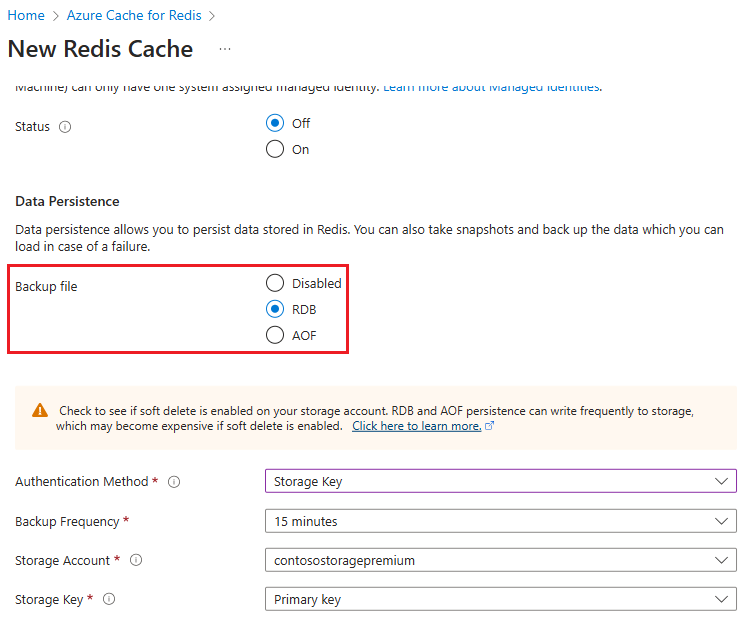 Home > Azure Cache for Redis >
New Redis Cache ...
Machine) can only have one system assigned managed identity. Learn more about Managed identities.
Status
Off
On
Data Persistence
Data persistence allows you to persist data stored in Redis. You can also take snapshots and back up the data which you can
load in case of a failure.
Backup file
Disabled
RDB
AOF
Check to see if soft delete is enabled on your storage account. RDB and AOF persistence can write frequently to storage,
which may become expensive if soft delete is enabled. Click here to learn more.
Authentication Method * Storage Key
Backup Frequency * 15 minutes
Storage Account * contosostoragepremium
Storage Key * Primary key